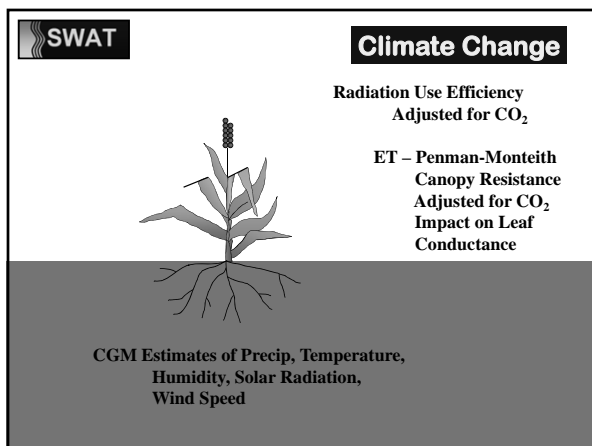 SWAT
Climate Change
Radiation Use Efficiency
Adjusted for CO₂
ET – Penman-Monteith
Canopy Resistance
Adjusted for CO₂
Impact on Leaf
Conductance
CGM Estimates of Precip, Temperature,
Humidity, Solar Radiation,
Wind Speed